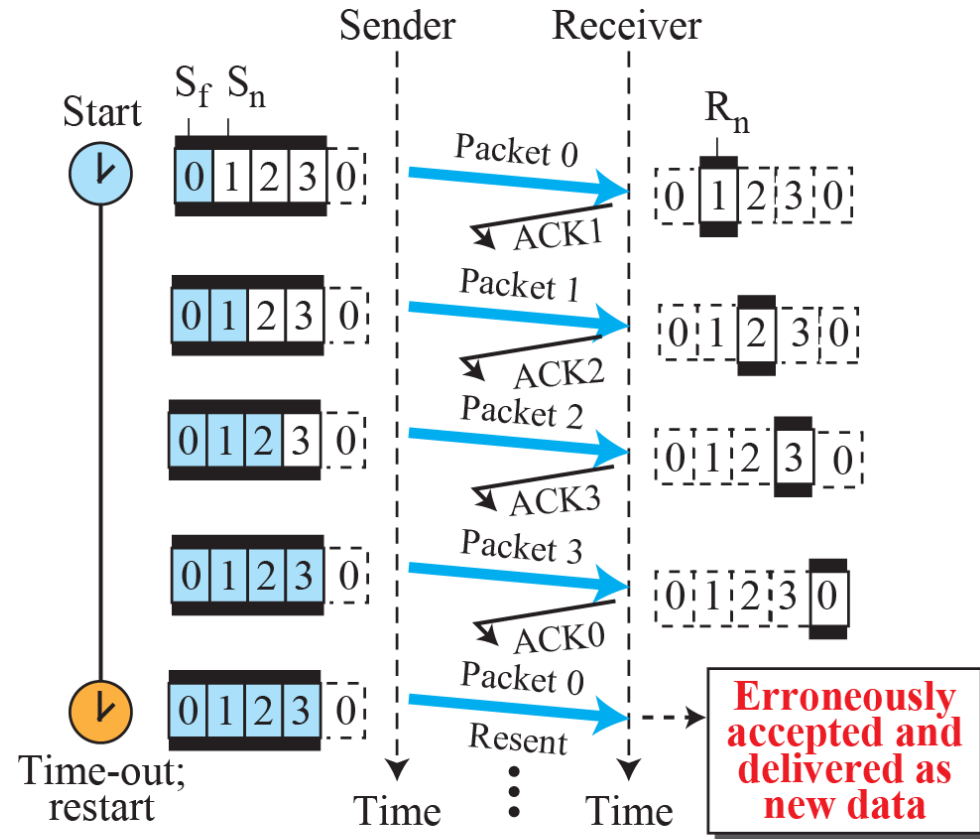 Sender Receiver
S_f S_n
Start
R_n
0 1 2 3 0
Packet 0
0 1 2 3 0
ACK1
0 1 2 3 0
Packet 1
0 1 2 3 0
ACK2
0 1 2 3 0
Packet 2
0 1 2 3 0
ACK3
0 1 2 3 0
Packet 3
0 1 2 3 0
ACK0
0 1 2 3 0
Packet 0
Resent
Erroneously
accepted and
delivered as
new data
Time-out;
restart
Time
Time